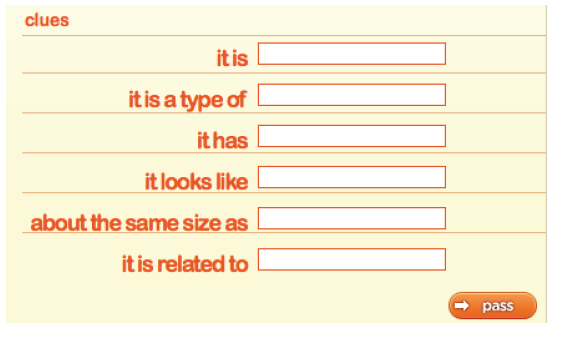 clues
it is
it is a type of
it has
it looks like
about the same size as
it is related to
pass